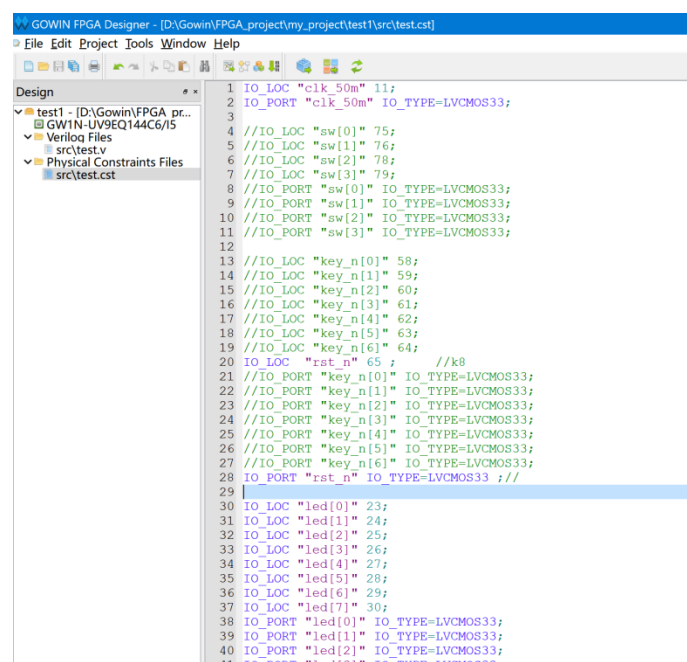 GOWIN FPGA Designer - [D:\Gowin\FPGA_project\my_project\test1\src\test.cst]
File Edit Project Tools Window Help
Design
test1 - [D:\Gowin\FPGA_pr...
GW1N-UV9EQ144C6/I5
Verilog Files
src\test.v
Physical Constraints Files
src\test.cst
1 IO_LOC "clk_50m" 11;
2 IO_PORT "clk_50m" IO_TYPE=LVCMOS33;
3
4 //IO_LOC "sw[0]" 75;
5 //IO_LOC "sw[1]" 76;
6 //IO_LOC "sw[2]" 78;
7 //IO_LOC "sw[3]" 79;
8 //IO_PORT "sw[0]" IO_TYPE=LVCMOS33;
9 //IO_PORT "sw[1]" IO_TYPE=LVCMOS33;
10 //IO_PORT "sw[2]" IO_TYPE=LVCMOS33;
11 //IO_PORT "sw[3]" IO_TYPE=LVCMOS33;
12
13 //IO_LOC "key_n[0]" 58;
14 //IO_LOC "key_n[1]" 59;
15 //IO_LOC "key_n[2]" 60;
16 //IO_LOC "key_n[3]" 61;
17 //IO_LOC "key_n[4]" 62;
18 //IO_LOC "key_n[5]" 63;
19 //IO_LOC "key_n[6]" 64;
20 IO_LOC "rst_n" 65 ; //k8
21 //IO_PORT "key_n[0]" IO_TYPE=LVCMOS33;
22 //IO_PORT "key_n[1]" IO_TYPE=LVCMOS33;
23 //IO_PORT "key_n[2]" IO_TYPE=LVCMOS33;
24 //IO_PORT "key_n[3]" IO_TYPE=LVCMOS33;
25 //IO_PORT "key_n[4]" IO_TYPE=LVCMOS33;
26 //IO_PORT "key_n[5]" IO_TYPE=LVCMOS33;
27 //IO_PORT "key_n[6]" IO_TYPE=LVCMOS33;
28 IO_PORT "rst_n" IO_TYPE=LVCMOS33 ;//
29
30 IO_LOC "led[0]" 23;
31 IO_LOC "led[1]" 24;
32 IO_LOC "led[2]" 25;
33 IO_LOC "led[3]" 26;
34 IO_LOC "led[4]" 27;
35 IO_LOC "led[5]" 28;
36 IO_LOC "led[6]" 29;
37 IO_LOC "led[7]" 30;
38 IO_PORT "led[0]" IO_TYPE=LVCMOS33;
39 IO_PORT "led[1]" IO_TYPE=LVCMOS33;
40 IO_PORT "led[2]" IO_TYPE=LVCMOS33;